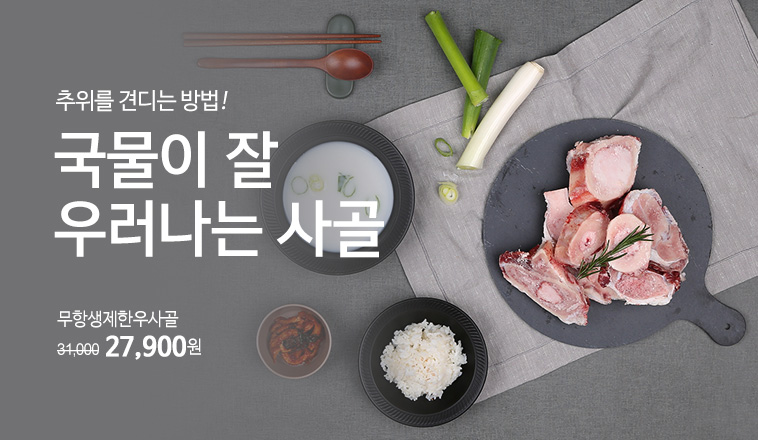 추위를 견디는 방법!
국물이 잘
우러나는 사골
무항생제한우사골
31,000 27,900원